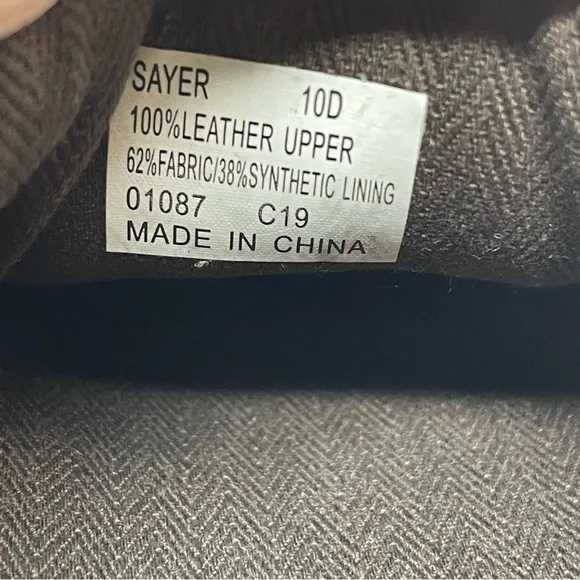 SAYER 10D
100%LEATHER UPPER
62%FABRIC/38%SYNTHETIC LINING
01087 C19
MADE IN CHINA